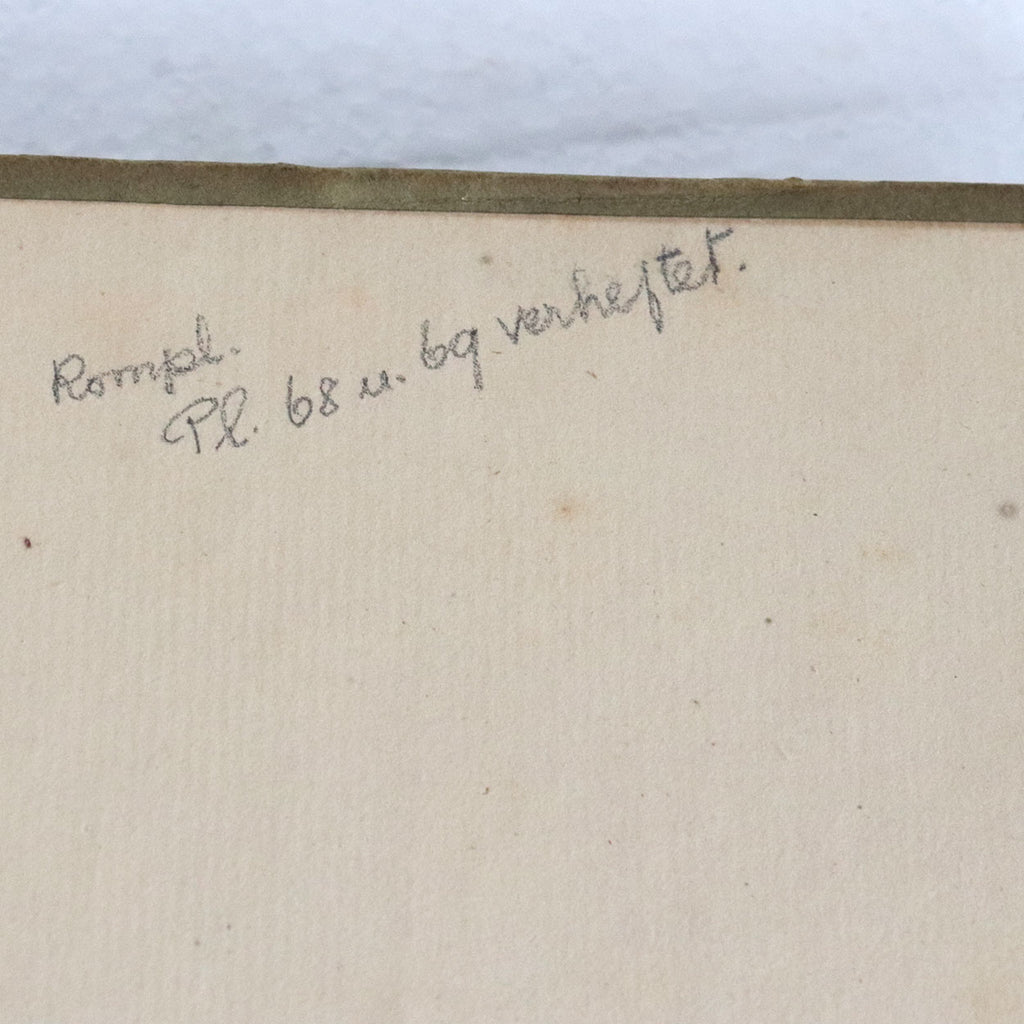 Kompl.
Pl. 68 u. 69 verheftet.